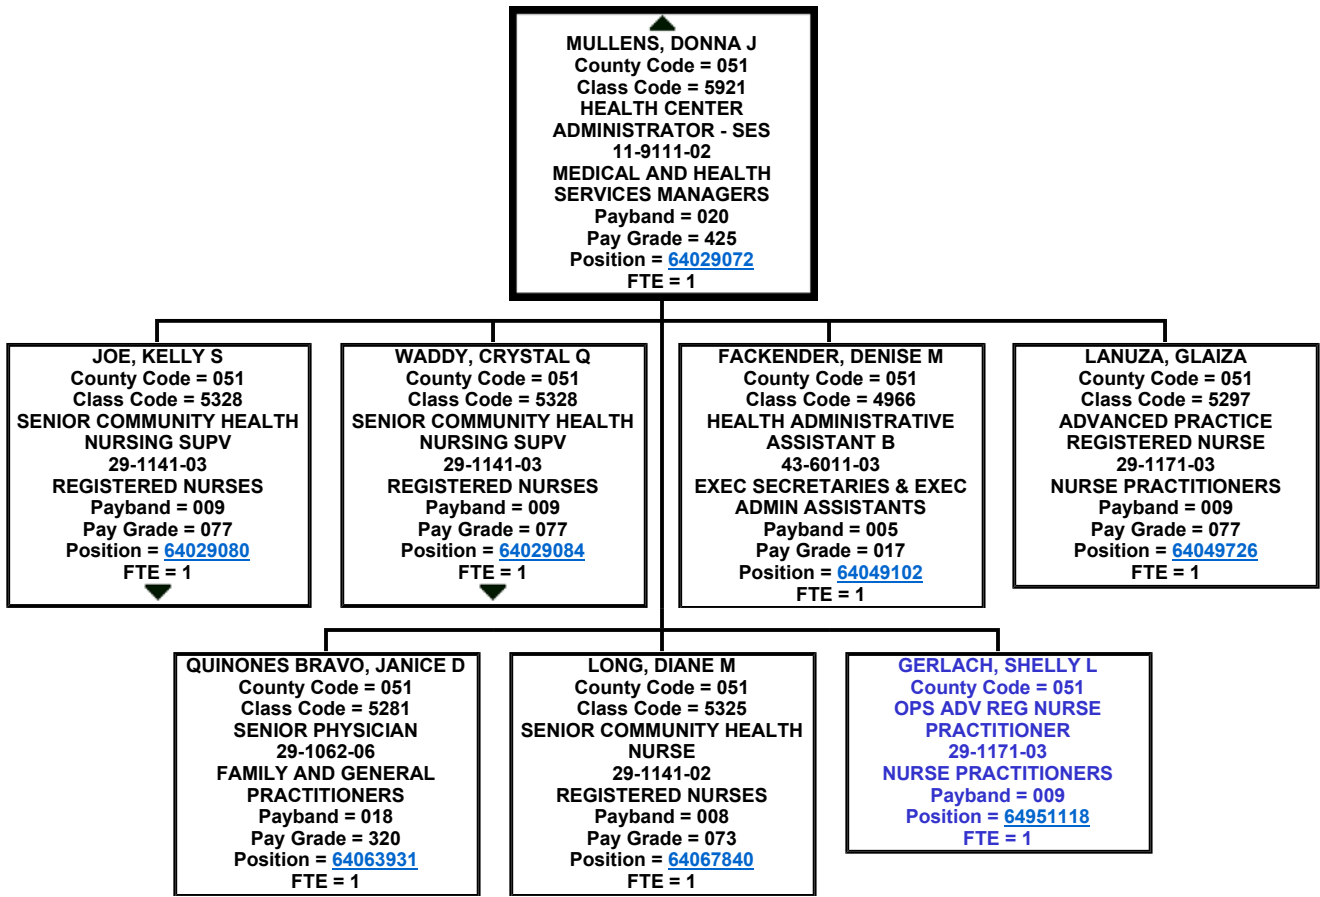 MULLENS, DONNA J
County Code = 051
Class Code = 5921
HEALTH CENTER
ADMINISTRATOR - SES
11-9111-02
MEDICAL AND HEALTH
SERVICES MANAGERS
Payband = 020
Pay Grade = 425
Position = 64029072
FTE = 1
JOE, KELLY S
County Code = 051
Class Code = 5328
SENIOR COMMUNITY HEALTH
NURSING SUPV
29-1141-03
REGISTERED NURSES
Payband = 009
Pay Grade = 077
Position = 64029080
FTE = 1
WADDY, CRYSTAL Q
County Code = 051
Class Code = 5328
SENIOR COMMUNITY HEALTH
NURSING SUPV
29-1141-03
REGISTERED NURSES
Payband = 009
Pay Grade = 077
Position = 64029084
FTE = 1
FACKENDER, DENISE M
County Code = 051
Class Code = 4966
HEALTH ADMINISTRATIVE
ASSISTANT B
43-6011-03
EXEC SECRETARIES & EXEC
ADMIN ASSISTANTS
Payband = 005
Pay Grade = 017
Position = 64049102
FTE = 1
LANUZA, GLAIZA
County Code = 051
Class Code = 5297
ADVANCED PRACTICE
REGISTERED NURSE
29-1171-03
NURSE PRACTITIONERS
Payband = 009
Pay Grade = 077
Position = 64049726
FTE = 1
QUINONES BRAVO, JANICE D
County Code = 051
Class Code = 5281
SENIOR PHYSICIAN
29-1062-06
FAMILY AND GENERAL
PRACTITIONERS
Payband = 018
Pay Grade = 320
Position = 64063931
FTE = 1
LONG, DIANE M
County Code = 051
Class Code = 5325
SENIOR COMMUNITY HEALTH
NURSE
29-1141-02
REGISTERED NURSES
Payband = 008
Pay Grade = 073
Position = 64067840
FTE = 1
GERLACH, SHELLY L
County Code = 051
OPS ADV REG NURSE
PRACTITIONER
29-1171-03
NURSE PRACTITIONERS
Payband = 009
Position = 64951118
FTE = 1